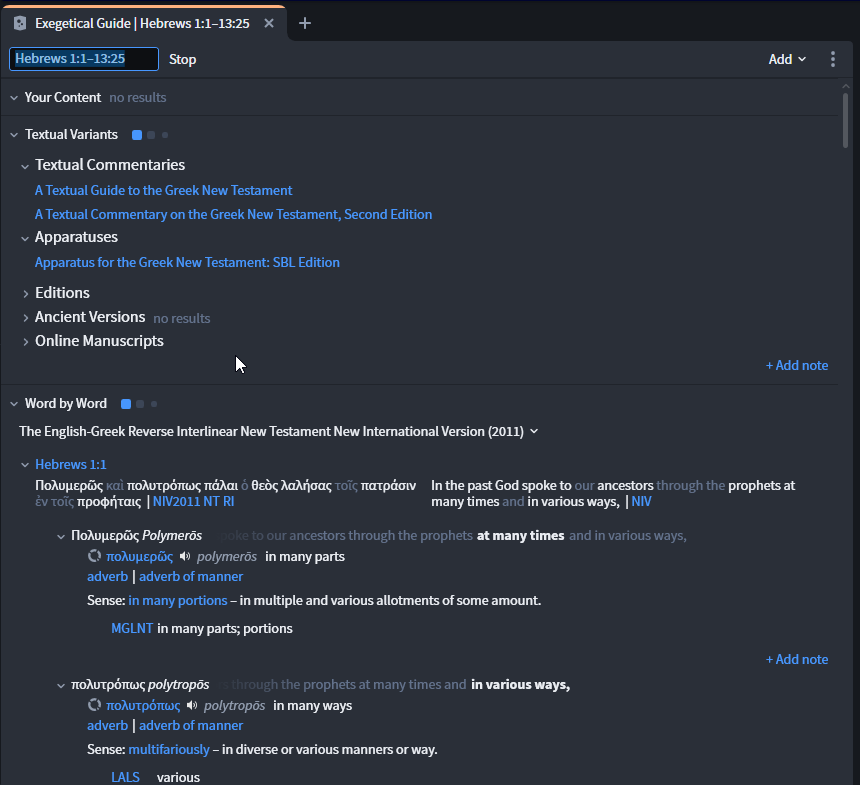 Exegetical Guide | Hebrews 1:1–13:25
Hebrews 1:1–13:25 Stop Add
Your Content no results
Textual Variants
Textual Commentaries
A Textual Guide to the Greek New Testament
A Textual Commentary on the Greek New Testament, Second Edition
Apparatuses
Apparatus for the Greek New Testament: SBL Edition
Editions
Ancient Versions no results
Online Manuscripts
+ Add note
Word by Word
The English-Greek Reverse Interlinear New Testament New International Version (2011)
Hebrews 1:1
Πολυμερῶς καὶ πολυτρόπως πάλαι ὁ θεὸς λαλήσας τοῖς πατράσιν
ἐν τοῖς προφήταις | NIV2011 NT RI
In the past God spoke to our ancestors through the prophets at
many times and in various ways, | NIV
Πολυμερῶς Polymerōs spoke to our ancestors through the prophets at many times and in various ways,
πολυμερῶς polymerōs in many parts
adverb | adverb of manner
Sense: in many portions – in multiple and various allotments of some amount.
MGLNT in many parts; portions
+ Add note
πολυτρόπως polytropōs through the prophets at many times and in various ways,
πολυτρόπως polytropōs in many ways
adverb | adverb of manner
Sense: multifariously – in diverse or various manners or way.
LALS various